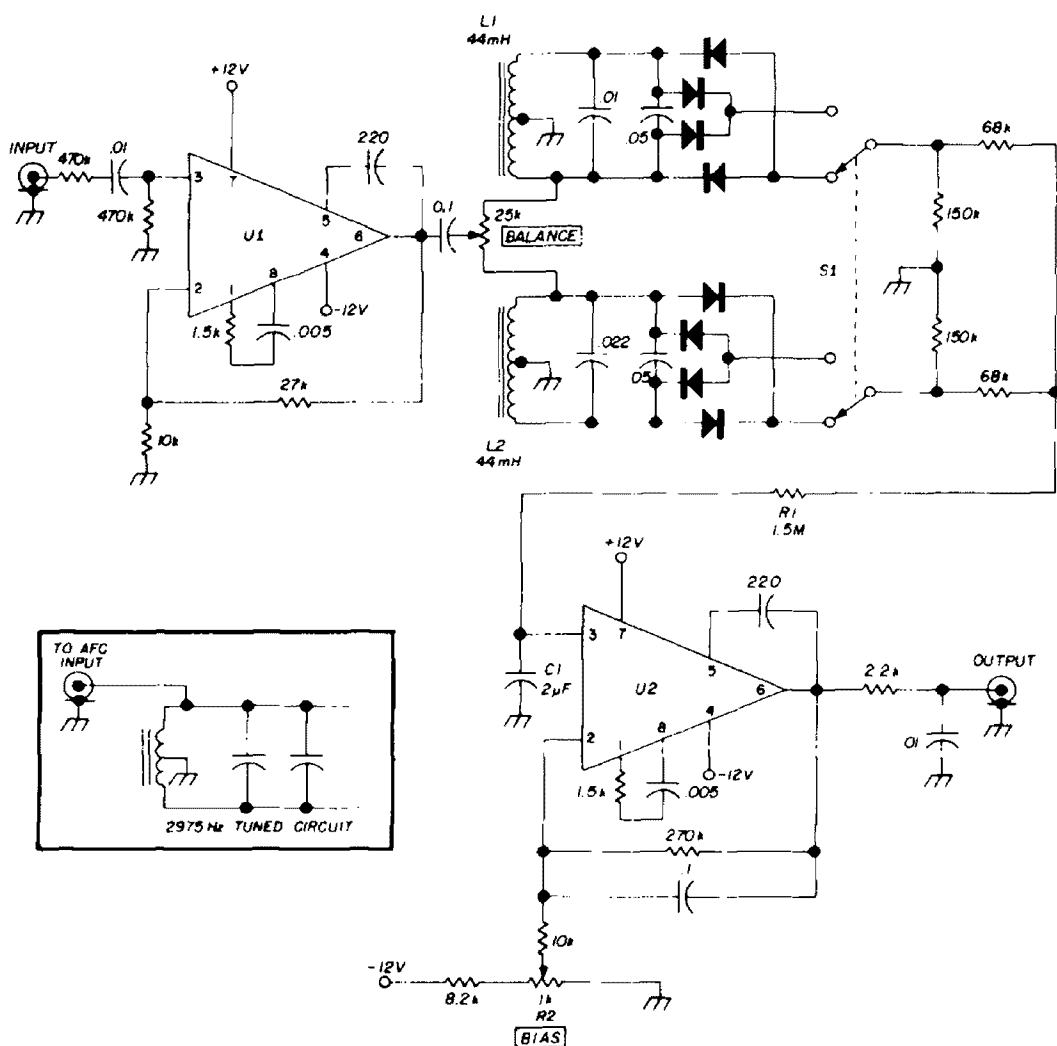 L1
44mH
+12V
.01
.05
INPUT
470k
.01
470k
3
7
2
U1
1
8
5
6
4
220
-12V
1.5k
.005
27k
10k
0.1
25k
BALANCE
.022
.05
L2
44mH
S1
68k
150k
150k
68k
R1
1.5M
+12V
220
3
7
5
6
4
8
1
2
U2
C1
2µF
-12V
1.5k
.005
270k
.1
10k
2.2k
.01
OUTPUT
-12V
8.2k
1k
R2
BIAS
TO AFC
INPUT
2975 Hz TUNED CIRCUIT